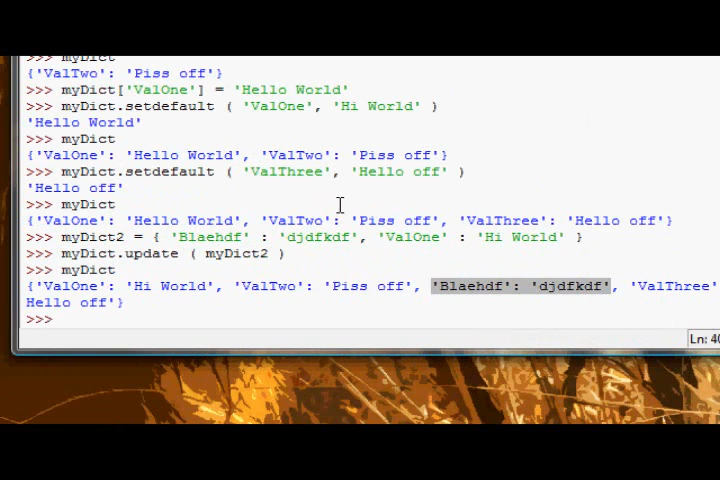 >>> myDict
{'ValTwo': 'Piss off'}
>>> myDict['ValOne'] = 'Hello World'
>>> myDict.setdefault ( 'ValOne', 'Hi World' )
'Hello World'
>>> myDict
{'ValOne': 'Hello World', 'ValTwo': 'Piss off'}
>>> myDict.setdefault ( 'ValThree', 'Hello off' )
'Hello off'
>>> myDict
{'ValOne': 'Hello World', 'ValTwo': 'Piss off', 'ValThree': 'Hello off'}
>>> myDict2 = { 'Blaehdf' : 'djdfkdf', 'ValOne' : 'Hi World' }
>>> myDict.update ( myDict2 )
>>> myDict
{'ValOne': 'Hi World', 'ValTwo': 'Piss off', 'Blaehdf': 'djdfkdf', 'ValThree'
Hello off'}
>>>
Ln: 40